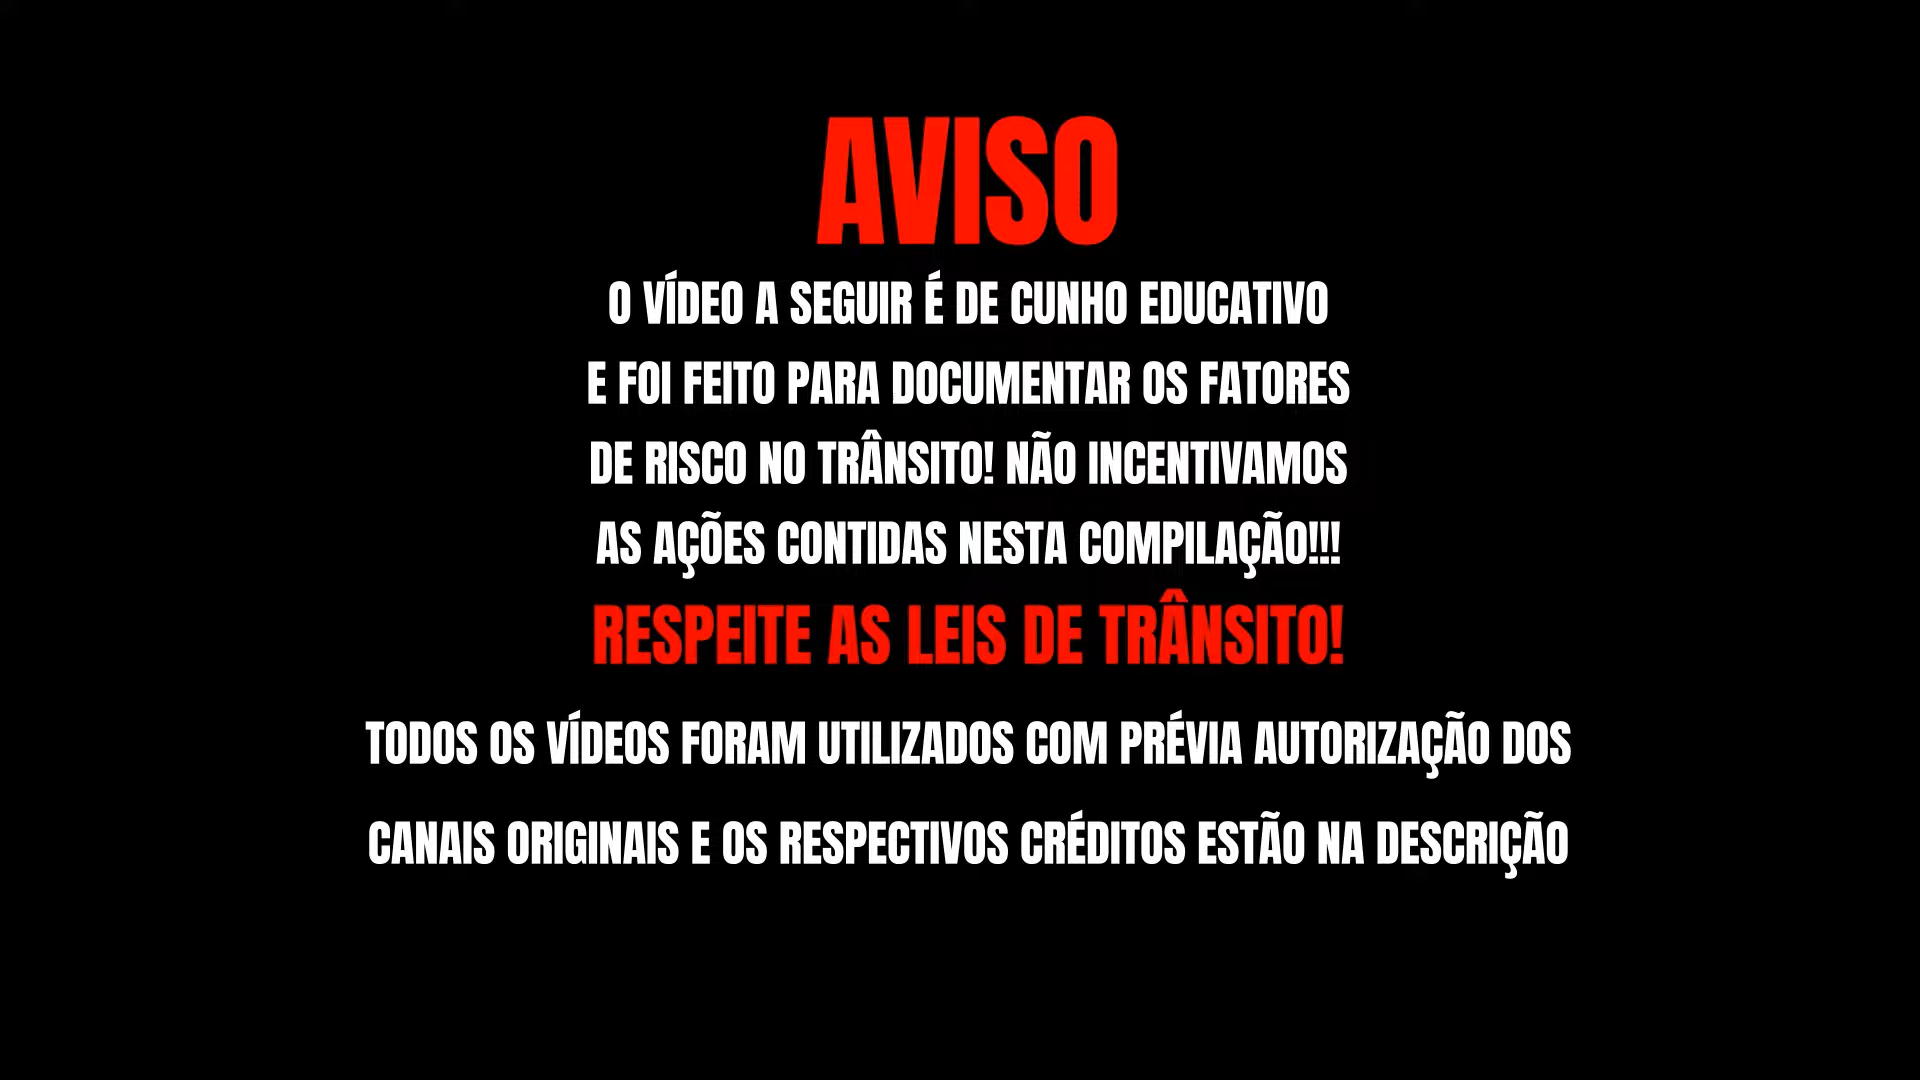 AVISO
O VÍDEO A SEGUIR É DE CUNHO EDUCATIVO
E FOI FEITO PARA DOCUMENTAR OS FATORES
DE RISCO NO TRÂNSITO! NÃO INCENTIVAMOS
AS AÇÕES CONTIDAS NESTA COMPILAÇÃO!!!
RESPEITE AS LEIS DE TRÂNSITO!
TODOS OS VÍDEOS FORAM UTILIZADOS COM PRÉVIA AUTORIZAÇÃO DOS
CANAIS ORIGINAIS E OS RESPECTIVOS CRÉDITOS ESTÃO NA DESCRIÇÃO